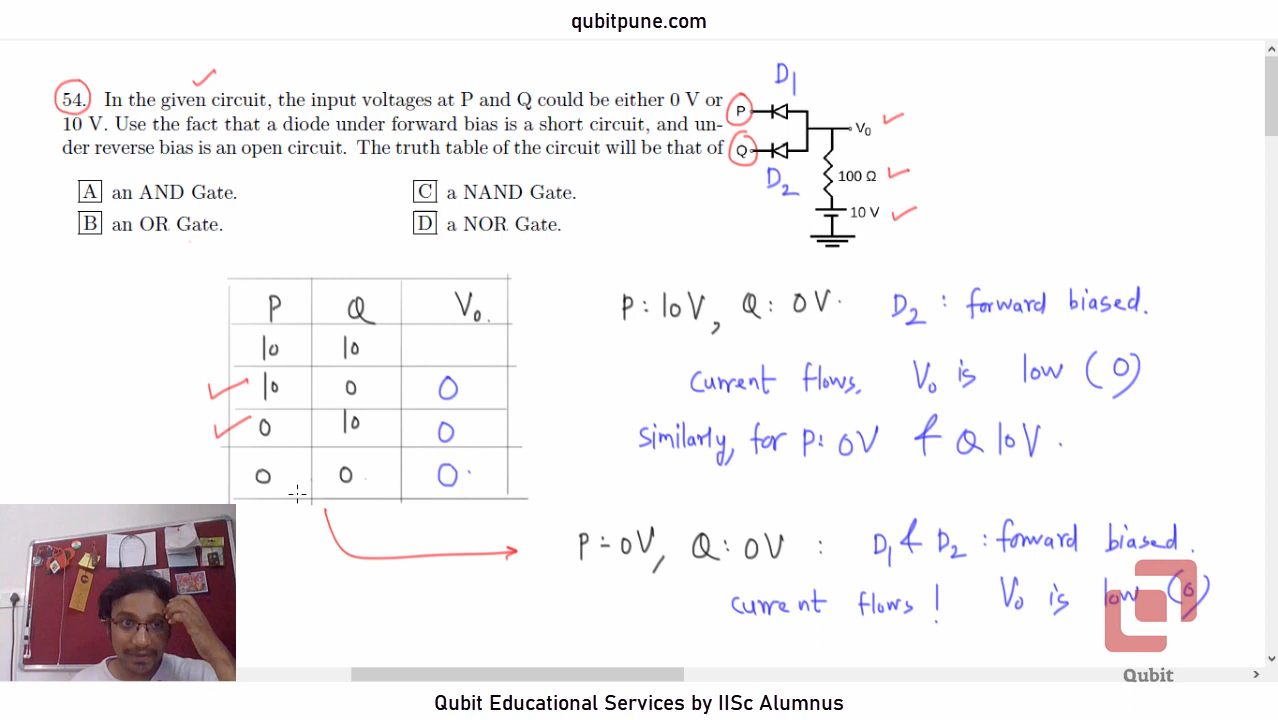 qubitpune.com
54. In the given circuit, the input voltages at P and Q could be either 0 V or
10 V. Use the fact that a diode under forward bias is a short circuit, and un-
der reverse bias is an open circuit. The truth table of the circuit will be that of
A an AND Gate.
C a NAND Gate.
B an OR Gate.
D a NOR Gate.
D1
P
V0
Q
D2
100 Ω
10 V
P Q V0.
10 10
10 0 0
0 10 0
0 0 0
P: 10V, Q: 0V. D2: forward biased.
Current flows. V0 is low (0)
Similarly, for P: 0V & Q 10V.
P=0V, Q: 0V : D1 & D2 : forward biased.
current flows! V0 is low (0)
Qubit
Qubit Educational Services by IISc Alumnus